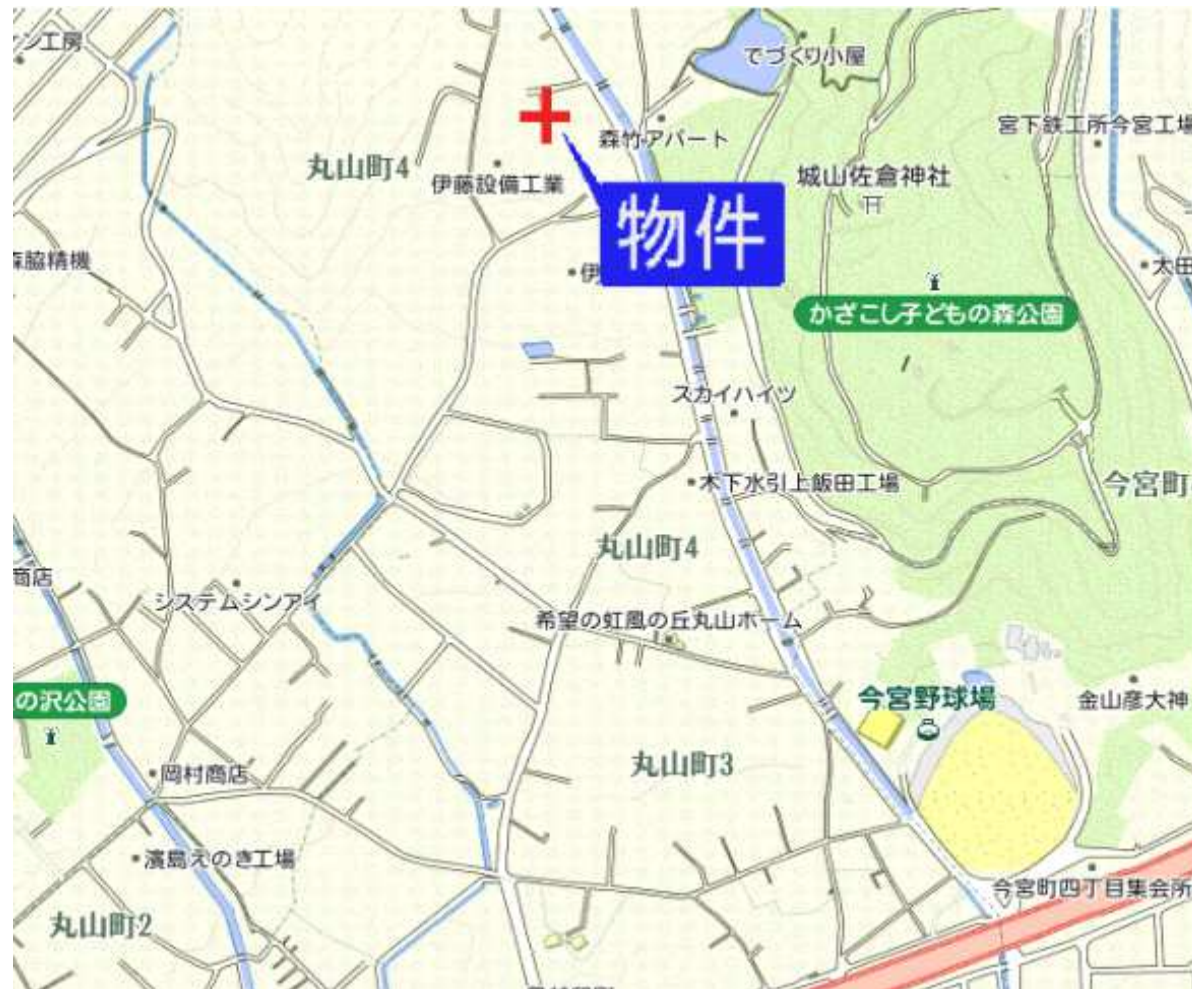 ン工房
でづくり小屋
森竹アパート
宮下鉄工所今宮工場
丸山町4
伊藤設備工業
城山佐倉神社
物件
森脇精機
伊
太田
かざこし子どもの森公園
スカイハイツ
木下水引上飯田工場
今宮町
丸山町4
商店
システムシンアイ
希望の虹風の丘丸山ホーム
の沢公園
今宮野球場
金山彦大神
岡村商店
丸山町3
濱島えのき工場
今宮町四丁目集会所
丸山町2